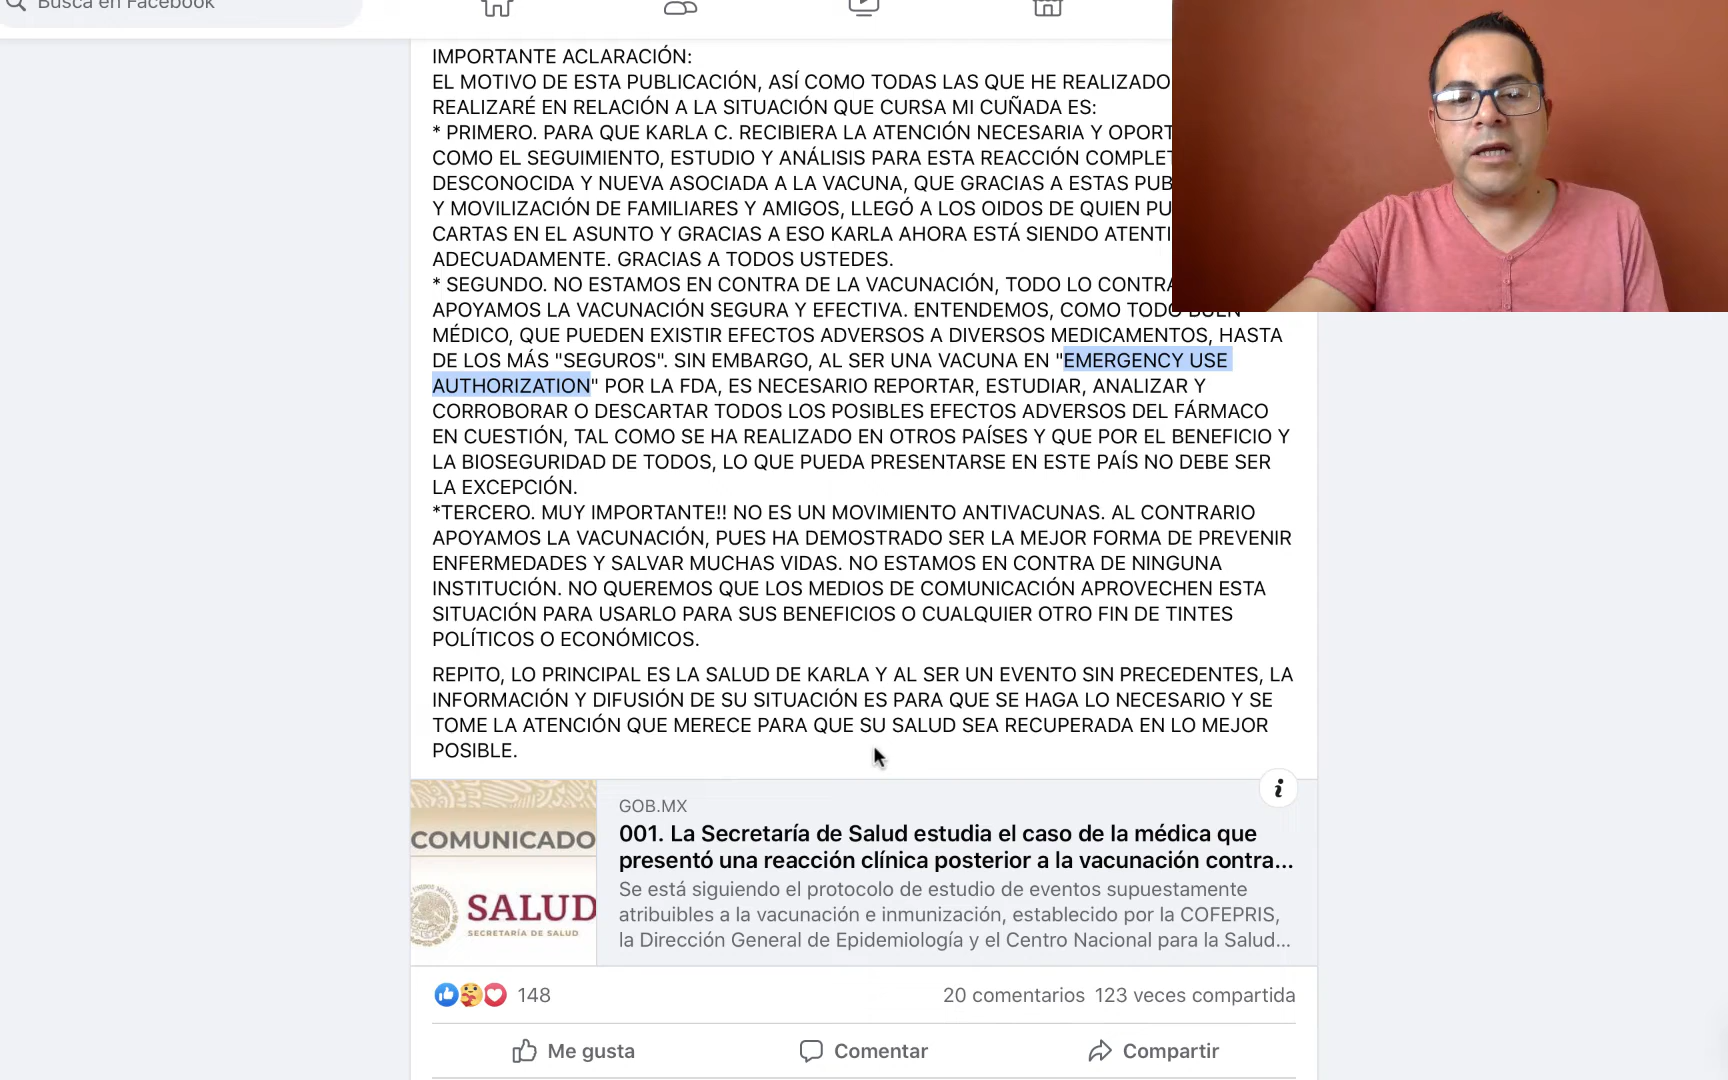 Busca en Facebook
IMPORTANTE ACLARACIÓN:
EL MOTIVO DE ESTA PUBLICACIÓN, ASÍ COMO TODAS LAS QUE HE REALIZADO
REALIZARÉ EN RELACIÓN A LA SITUACIÓN QUE CURSA MI CUÑADA ES:
* PRIMERO. PARA QUE KARLA C. RECIBIERA LA ATENCIÓN NECESARIA Y OPORT
COMO EL SEGUIMIENTO, ESTUDIO Y ANÁLISIS PARA ESTA REACCIÓN COMPLET
DESCONOCIDA Y NUEVA ASOCIADA A LA VACUNA, QUE GRACIAS A ESTAS PUB
Y MOVILIZACIÓN DE FAMILIARES Y AMIGOS, LLEGÓ A LOS OIDOS DE QUIEN PU
CARTAS EN EL ASUNTO Y GRACIAS A ESO KARLA AHORA ESTÁ SIENDO ATENTI
ADECUADAMENTE. GRACIAS A TODOS USTEDES.
* SEGUNDO. NO ESTAMOS EN CONTRA DE LA VACUNACIÓN, TODO LO CONTRA
APOYAMOS LA VACUNACIÓN SEGURA Y EFECTIVA. ENTENDEMOS, COMO TODO BUEN
MÉDICO, QUE PUEDEN EXISTIR EFECTOS ADVERSOS A DIVERSOS MEDICAMENTOS, HASTA
DE LOS MÁS "SEGUROS". SIN EMBARGO, AL SER UNA VACUNA EN "EMERGENCY USE
AUTHORIZATION" POR LA FDA, ES NECESARIO REPORTAR, ESTUDIAR, ANALIZAR Y
CORROBORAR O DESCARTAR TODOS LOS POSIBLES EFECTOS ADVERSOS DEL FÁRMACO
EN CUESTIÓN, TAL COMO SE HA REALIZADO EN OTROS PAÍSES Y QUE POR EL BENEFICIO Y
LA BIOSEGURIDAD DE TODOS, LO QUE PUEDA PRESENTARSE EN ESTE PAÍS NO DEBE SER
LA EXCEPCIÓN.
*TERCERO. MUY IMPORTANTE!! NO ES UN MOVIMIENTO ANTIVACUNAS. AL CONTRARIO
APOYAMOS LA VACUNACIÓN, PUES HA DEMOSTRADO SER LA MEJOR FORMA DE PREVENIR
ENFERMEDADES Y SALVAR MUCHAS VIDAS. NO ESTAMOS EN CONTRA DE NINGUNA
INSTITUCIÓN. NO QUEREMOS QUE LOS MEDIOS DE COMUNICACIÓN APROVECHEN ESTA
SITUACIÓN PARA USARLO PARA SUS BENEFICIOS O CUALQUIER OTRO FIN DE TINTES
POLÍTICOS O ECONÓMICOS.
REPITO, LO PRINCIPAL ES LA SALUD DE KARLA Y AL SER UN EVENTO SIN PRECEDENTES, LA
INFORMACIÓN Y DIFUSIÓN DE SU SITUACIÓN ES PARA QUE SE HAGA LO NECESARIO Y SE
TOME LA ATENCIÓN QUE MERECE PARA QUE SU SALUD SEA RECUPERADA EN LO MEJOR
POSIBLE.
COMUNICADO
SALUD
SECRETARÍA DE SALUD
GOB.MX
001. La Secretaría de Salud estudia el caso de la médica que
presentó una reacción clínica posterior a la vacunación contra...
Se está siguiendo el protocolo de estudio de eventos supuestamente
atribuibles a la vacunación e inmunización, establecido por la COFEPRIS,
la Dirección General de Epidemiología y el Centro Nacional para la Salud...
148
20 comentarios 123 veces compartida
Me gusta
Comentar
Compartir